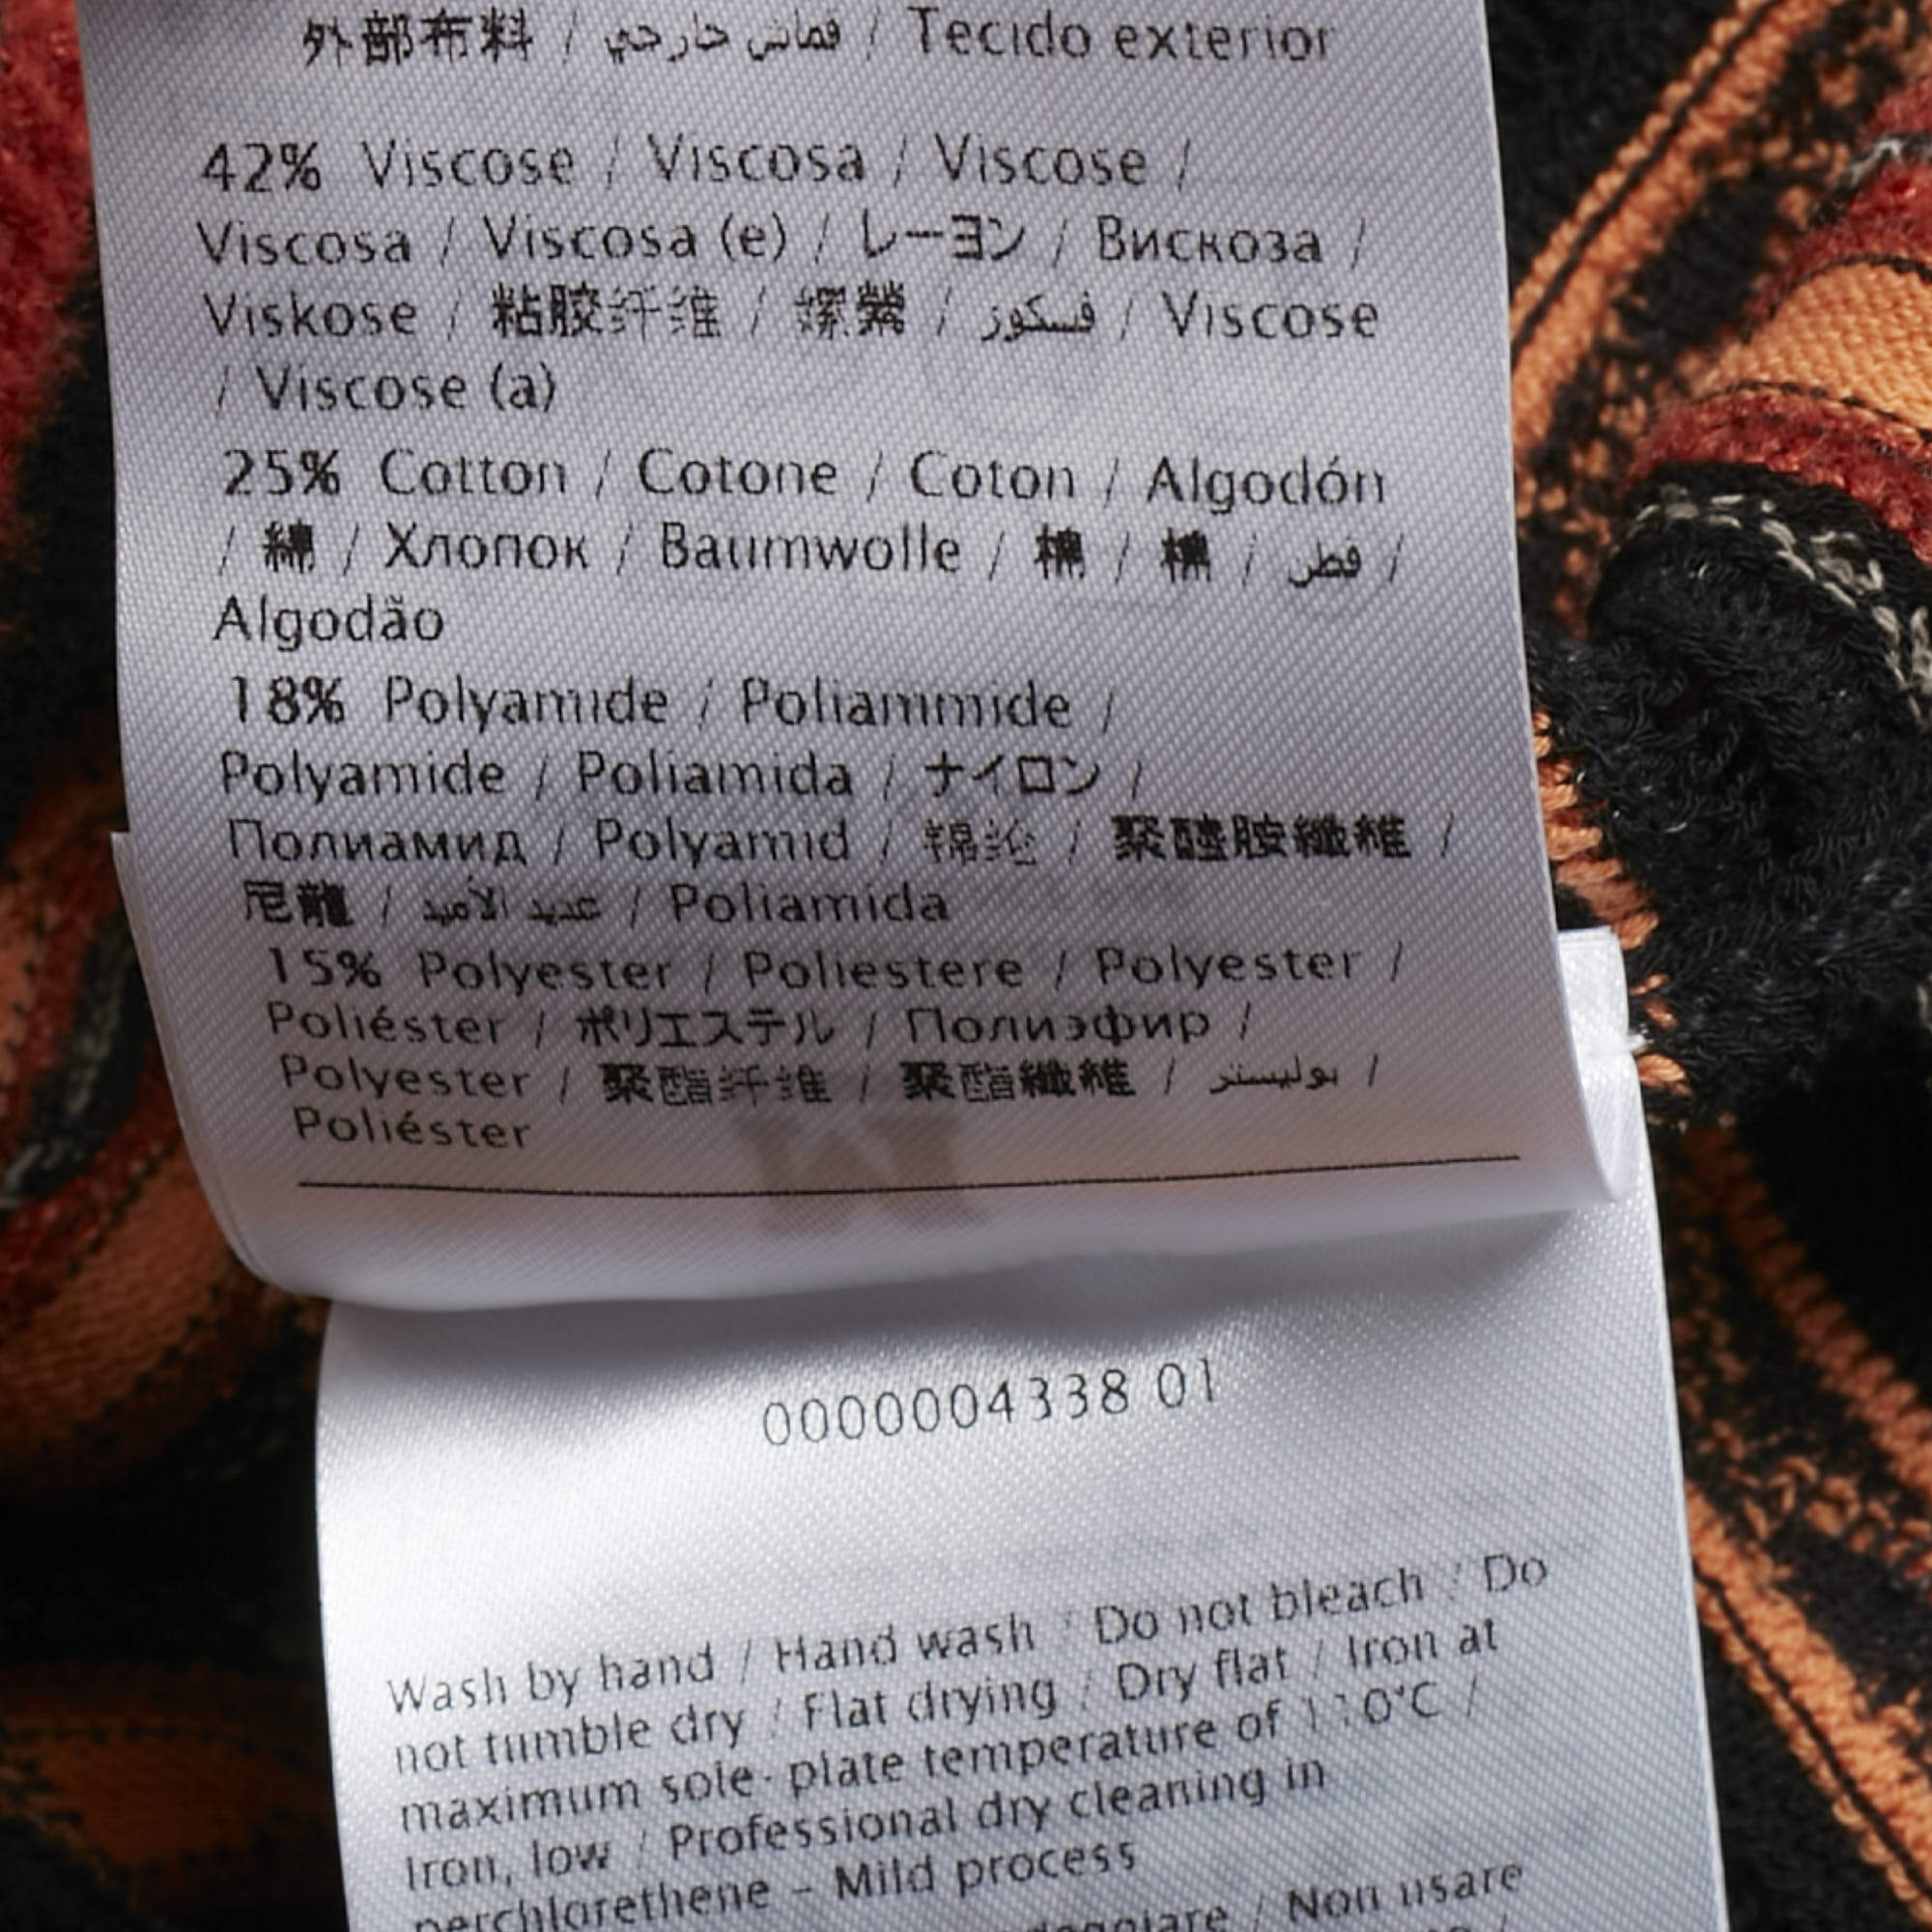 外部布料 / قماش خارجي / Tecido exterior
42% Viscose / Viscosa / Viscose /
Viscosa / Viscosa (e) / レーヨン / Вискоза /
Viskose / 粘胶纤维 / 嫘縈 / فسكوز / Viscose
/ Viscose (a)
25% Cotton / Cotone / Coton / Algodón
/ 綿 / Хлопок / Baumwolle / 棉 / 棉 / قطن /
Algodão
18% Polyamide / Poliammide /
Polyamide / Poliamida / ナイロン /
Полиамид / Polyamid / 锦纶 / 聚醯胺纖維 /
尼龍 / عديد الأميد / Poliamida
15% Polyester / Poliestere / Polyester /
Poliéster / ポリエステル / Полиэфир /
Polyester / 聚酯纤维 / 聚酯纖維 / بوليستر /
Poliéster
0000004338 01
Wash by hand / Hand wash / Do not bleach / Do
not tumble dry / Flat drying / Dry flat / Iron at
maximum sole-plate temperature of 110°C /
Iron, low / Professional dry cleaning in
perchlorethene – Mild process
/ Non usare